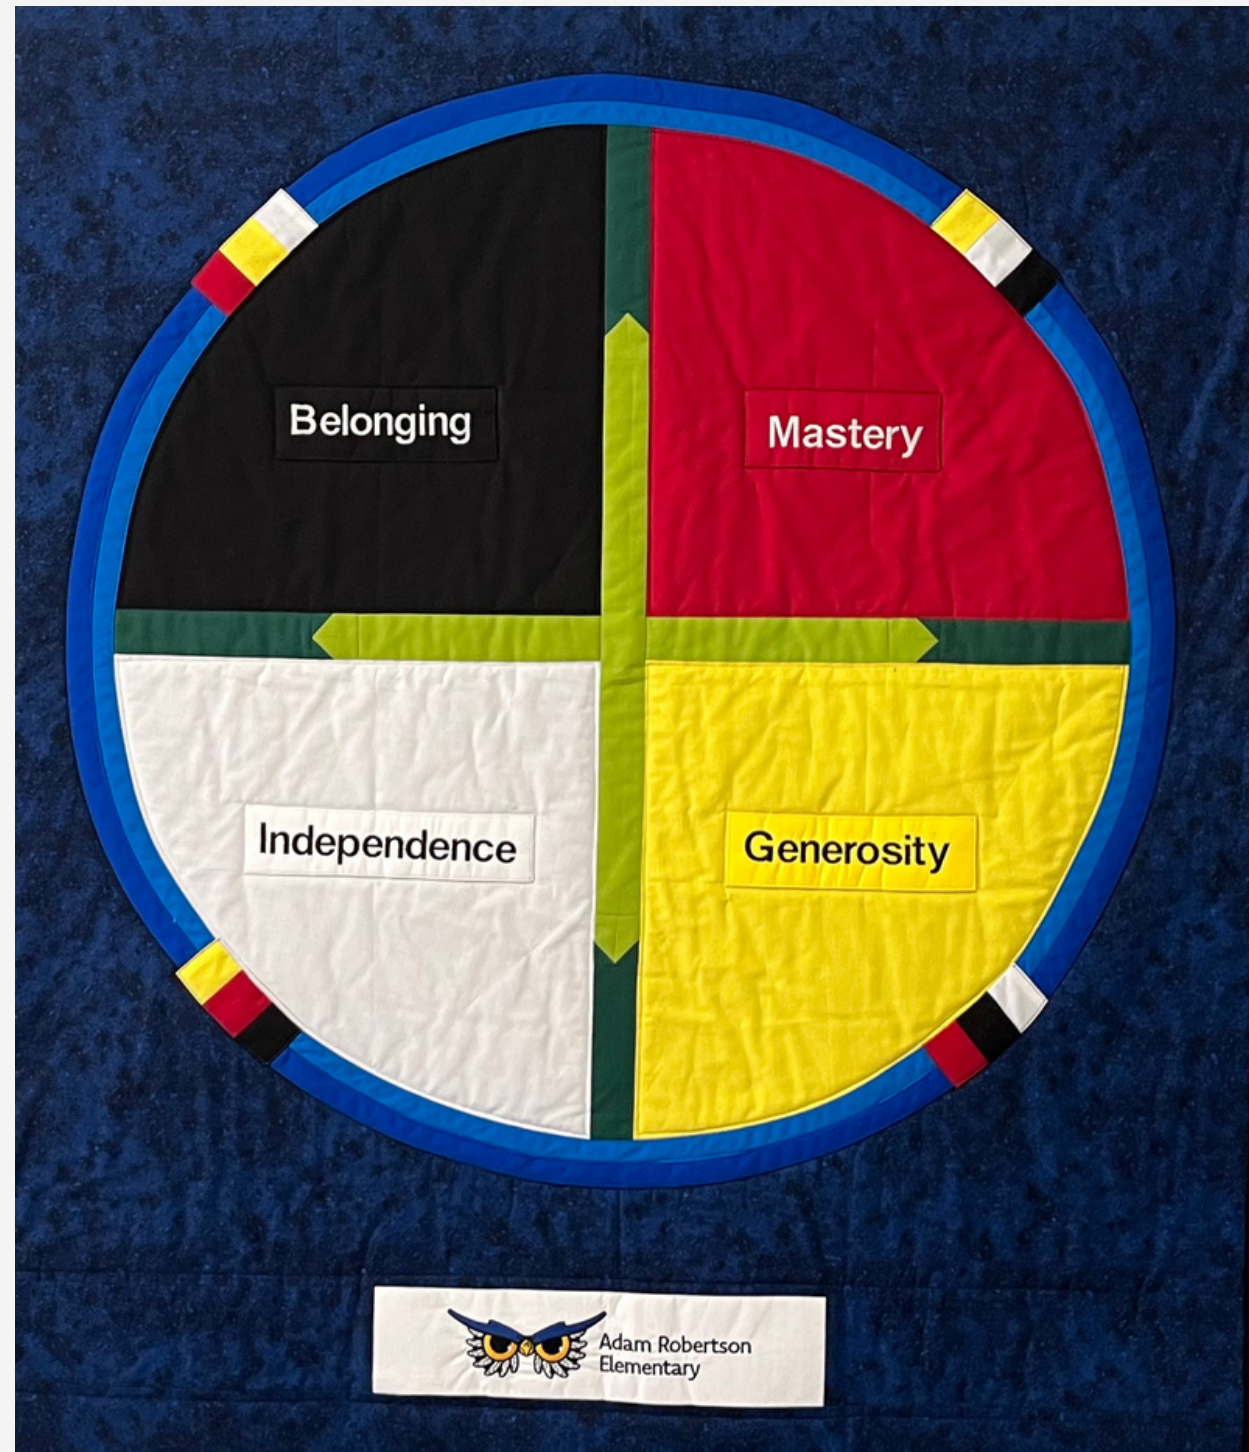 Belonging
Mastery
Independence
Generosity
Adam Robertson
Elementary